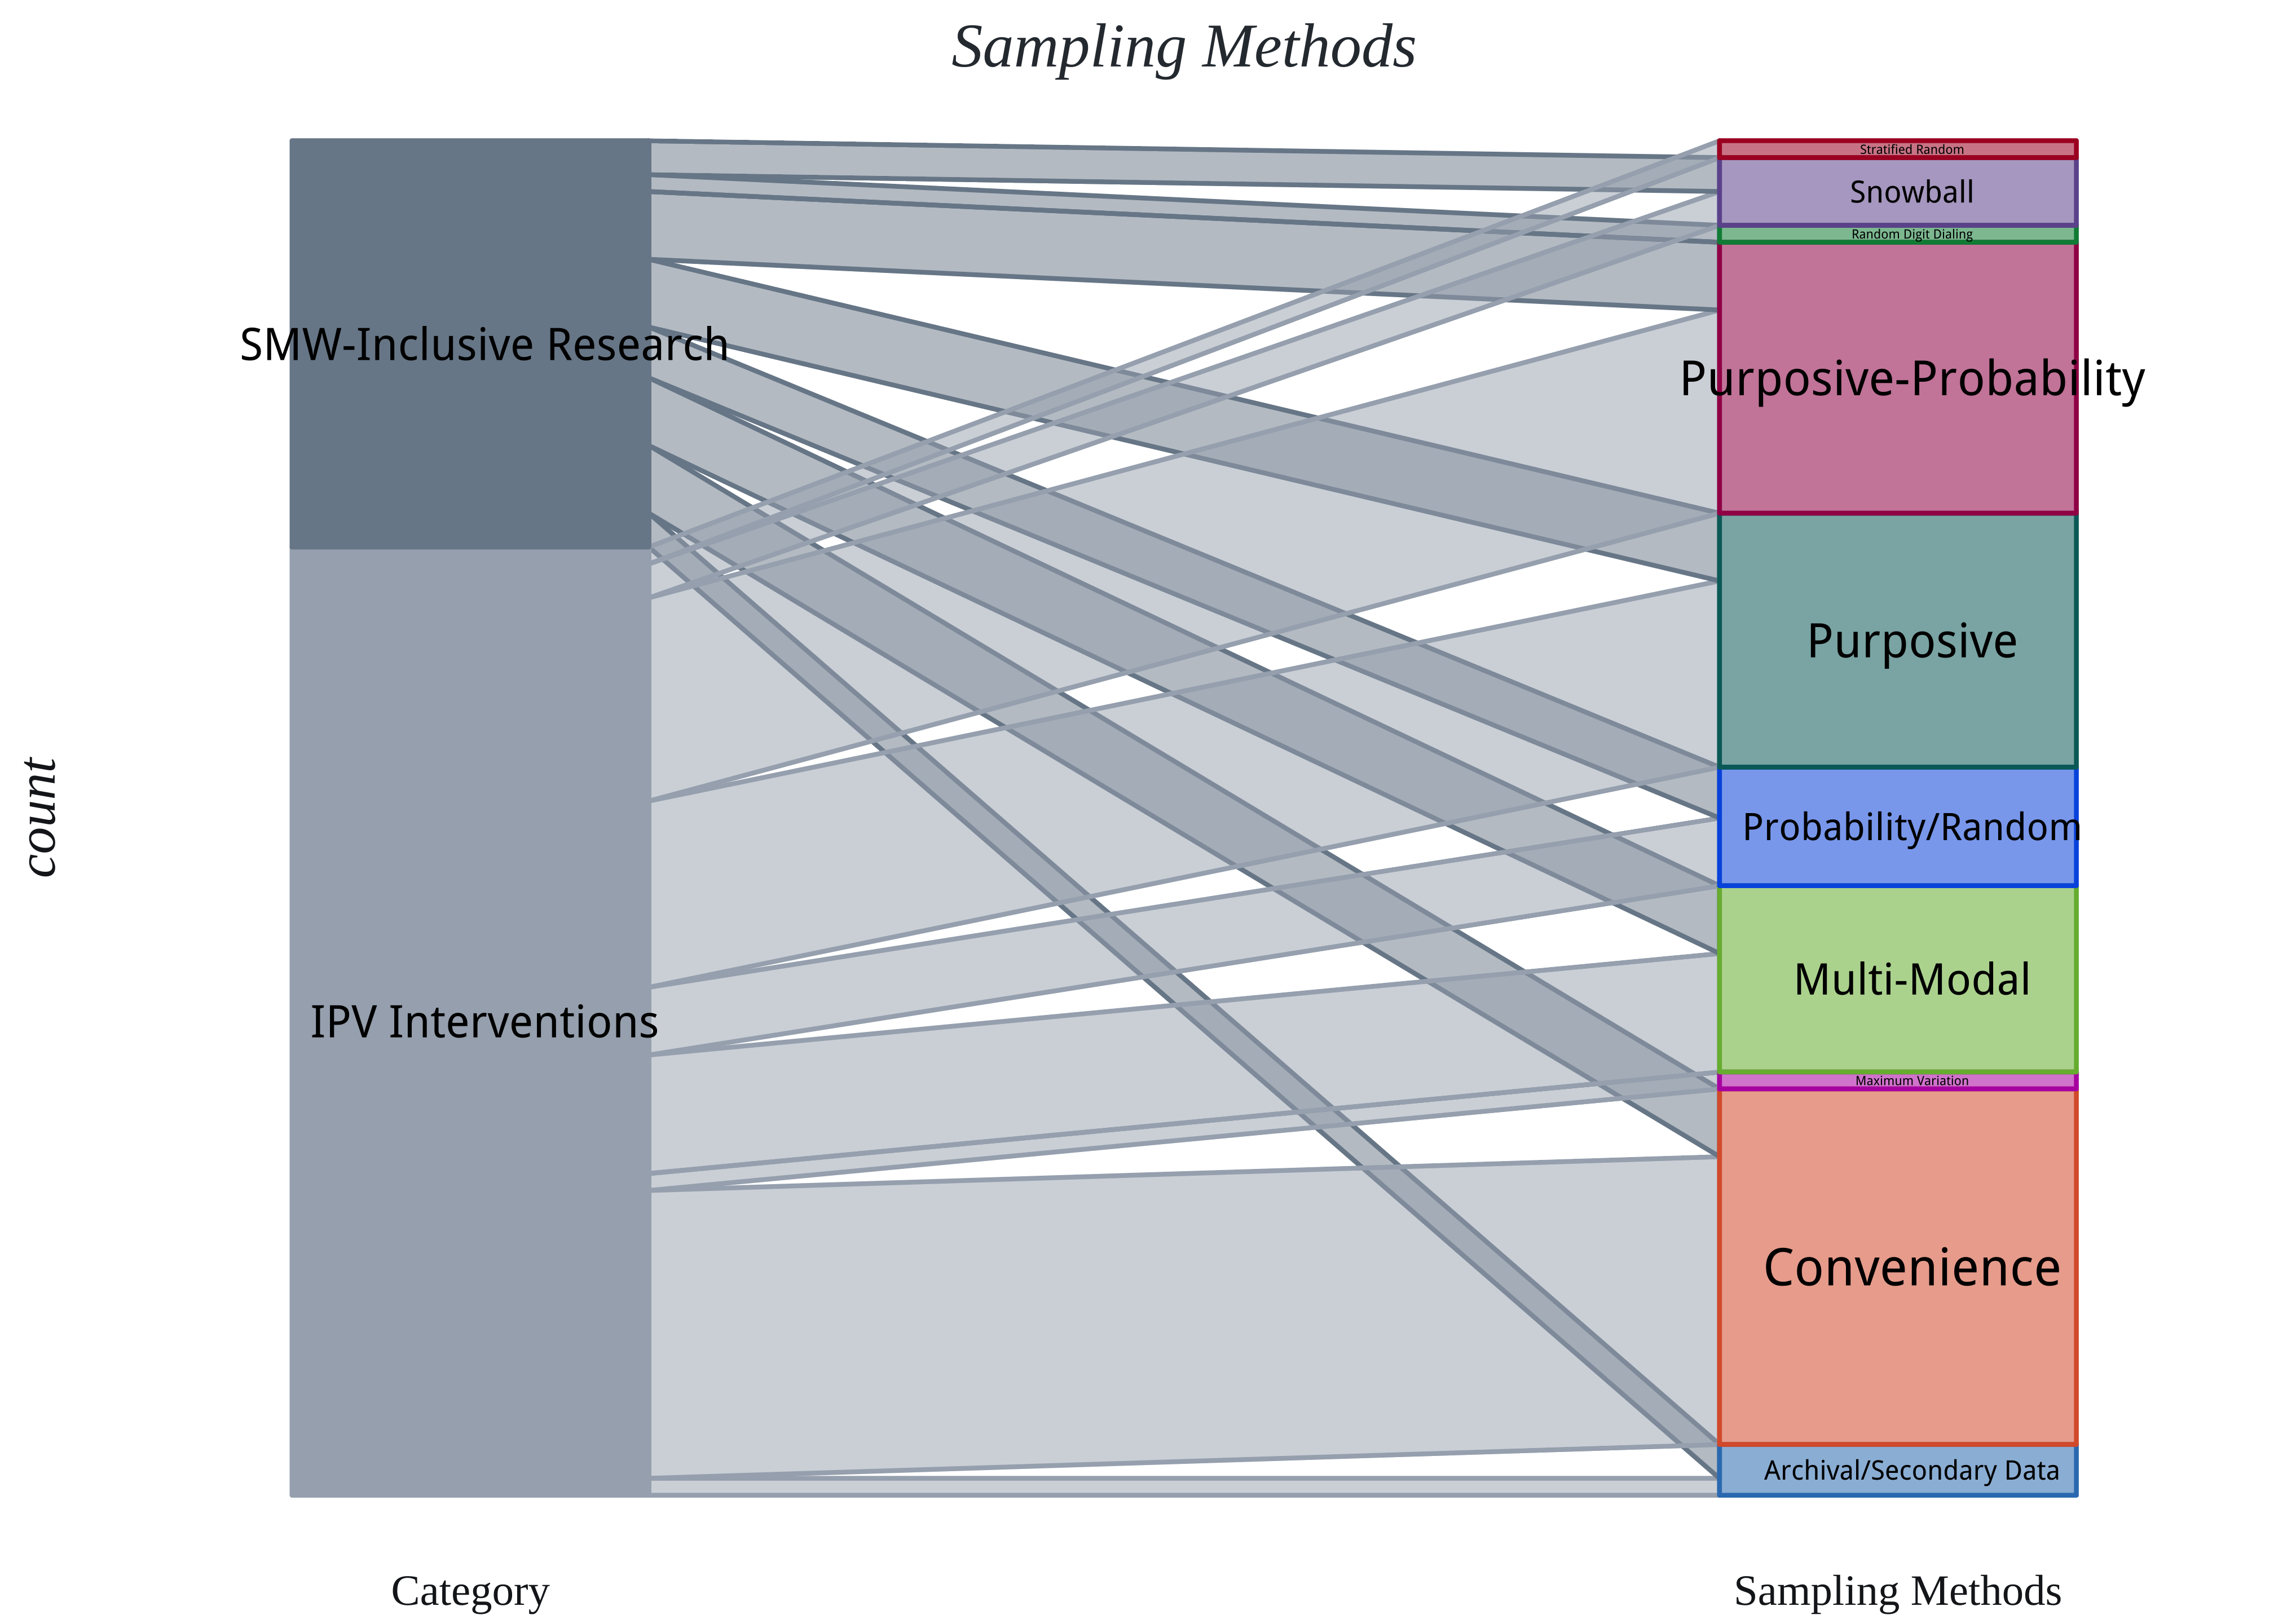 Sampling Methods
count
SMW-Inclusive Research
IPV Interventions
Stratified Random
Snowball
Random Digit Dialing
Purposive-Probability
Purposive
Probability/Random
Multi-Modal
Maximum Variation
Convenience
Archival/Secondary Data
Category
Sampling Methods